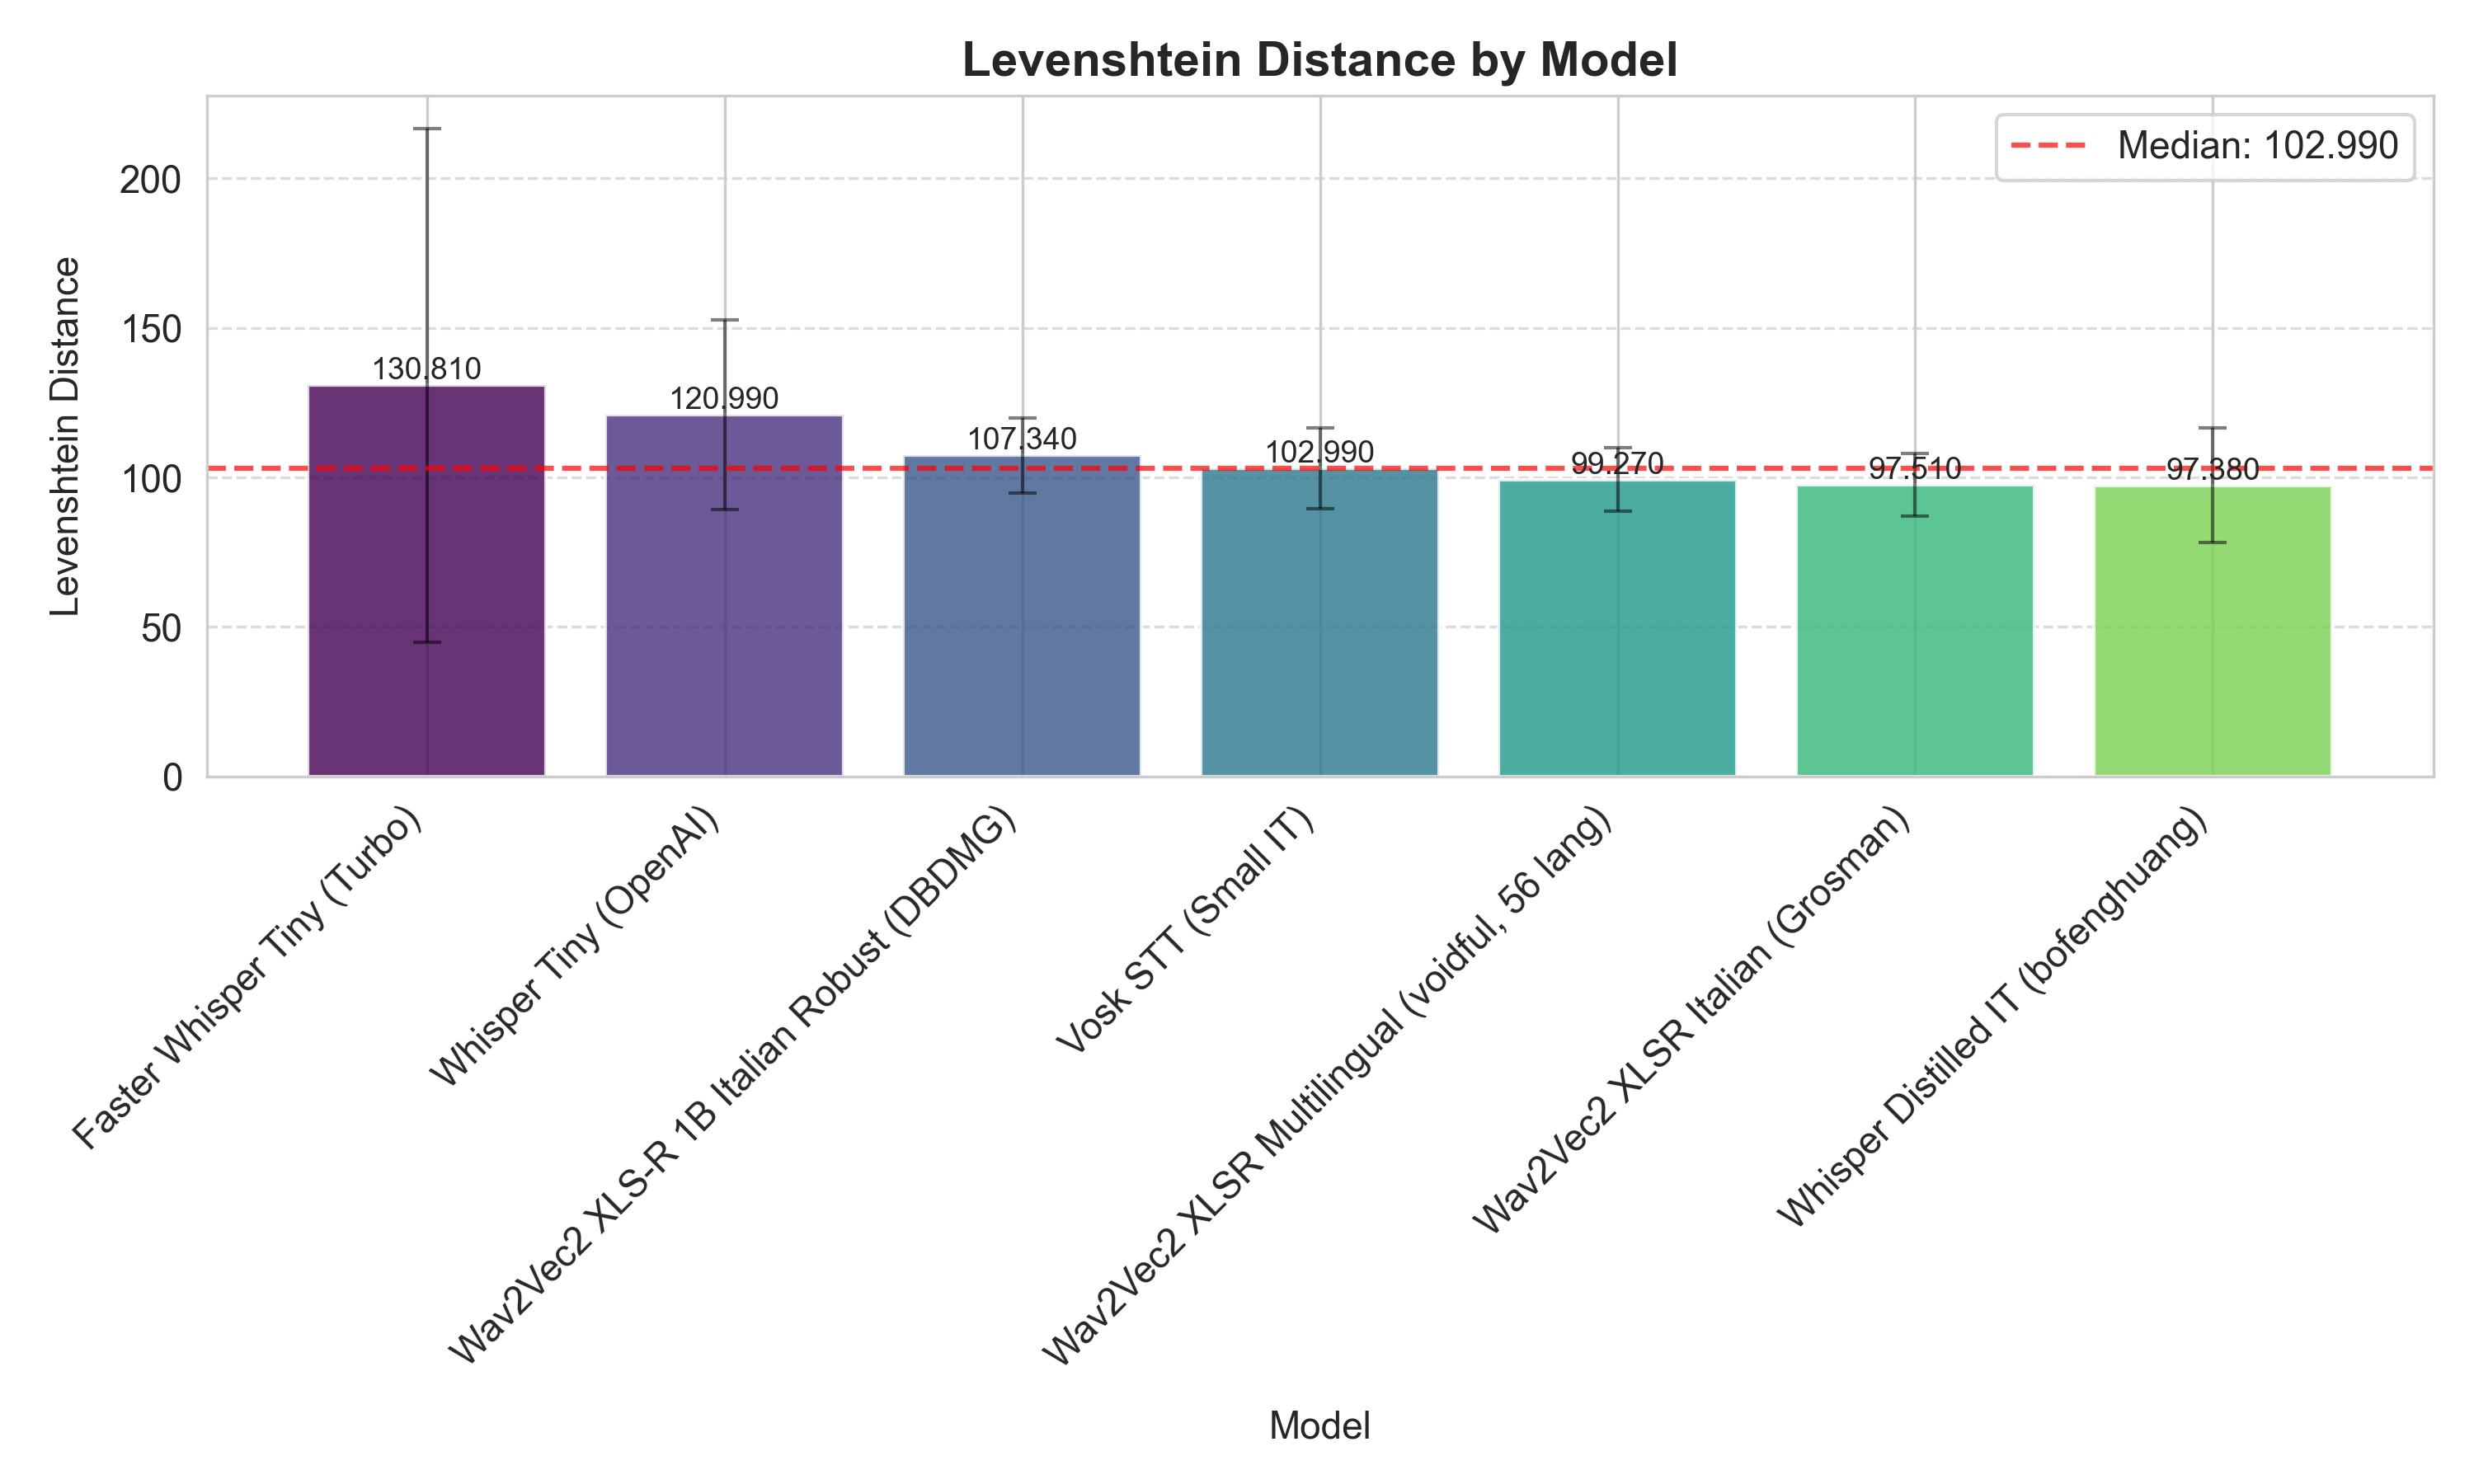 Levenshtein Distance by Model
Median: 102.990
Levenshtein Distance
200
150
100
50
0
130.810
120.990
107.340
102.990
99.270
97.510
97.380
Faster Whisper Tiny (Turbo)
Whisper Tiny (OpenAI)
Wav2Vec2 XLS-R 1B Italian Robust (DBDMG)
Vosk STT (Small IT)
Wav2Vec2 XLSR Multilingual (voidful, 56 lang)
Wav2Vec2 XLSR Italian (Grosman)
Whisper Distilled IT (bofenghuang)
Model